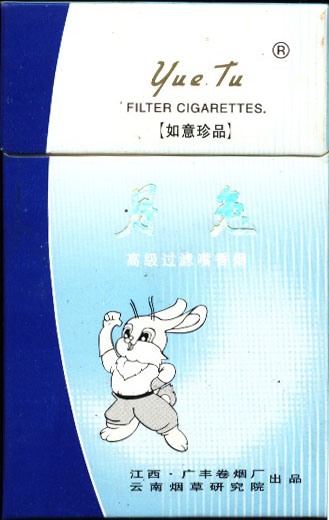 ®
Yue Tu
FILTER CIGARETTES.
【如意珍品】
月兔
高级过滤嘴香烟
江西·广丰卷烟厂
云南烟草研究院 出品